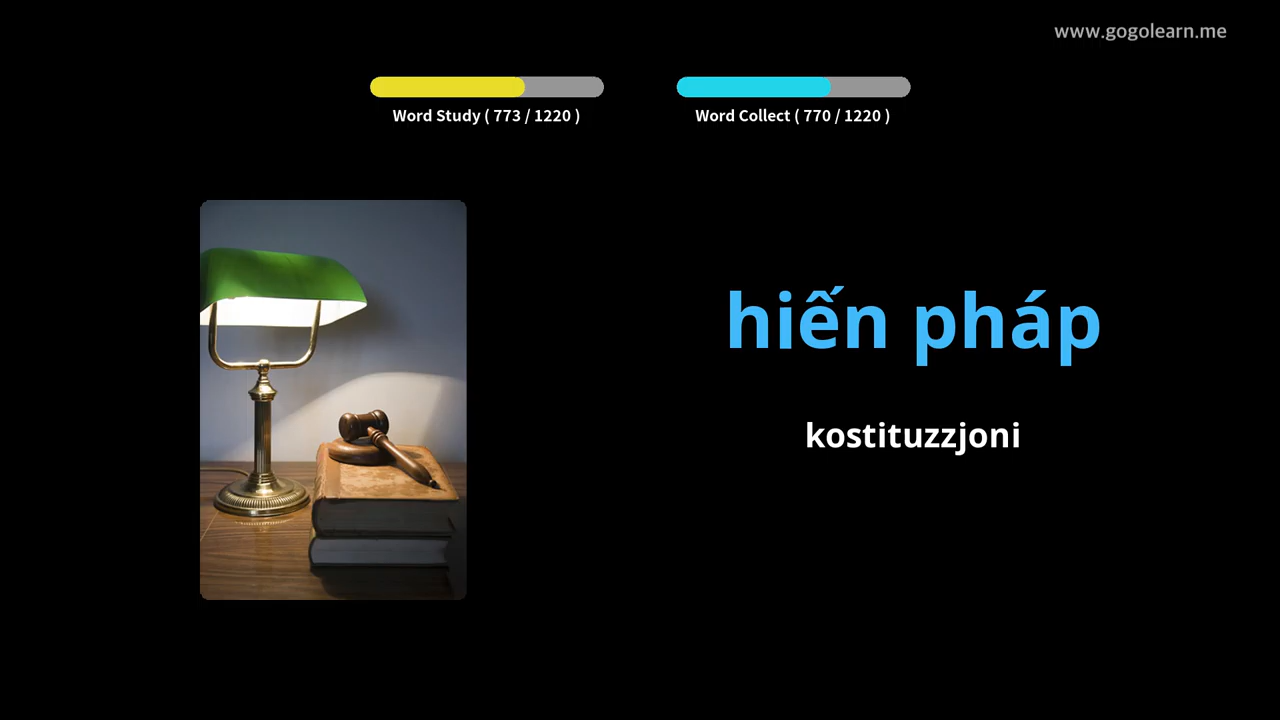 www.gogolearn.me
Word Study ( 773 / 1220 )
Word Collect ( 770 / 1220 )
hiến pháp
kostituzzjoni